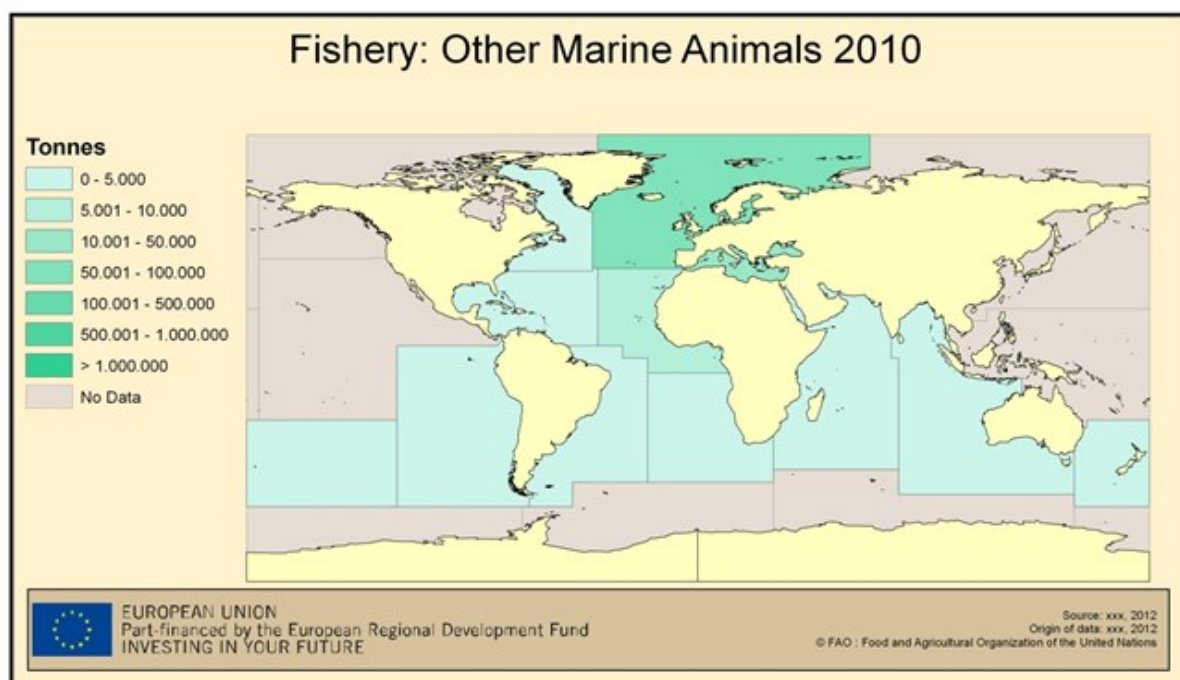 Fishery: Other Marine Animals 2010
Tonnes
0 - 5.000
5.001 - 10.000
10.001 - 50.000
50.001 - 100.000
100.001 - 500.000
500.001 - 1.000.000
> 1.000.000
No Data
EUROPEAN UNION
Part-financed by the European Regional Development Fund
INVESTING IN YOUR FUTURE
Source: xxx, 2012
Origin of data: xxx, 2012
© FAO : Food and Agricultural Organization of the United Nations